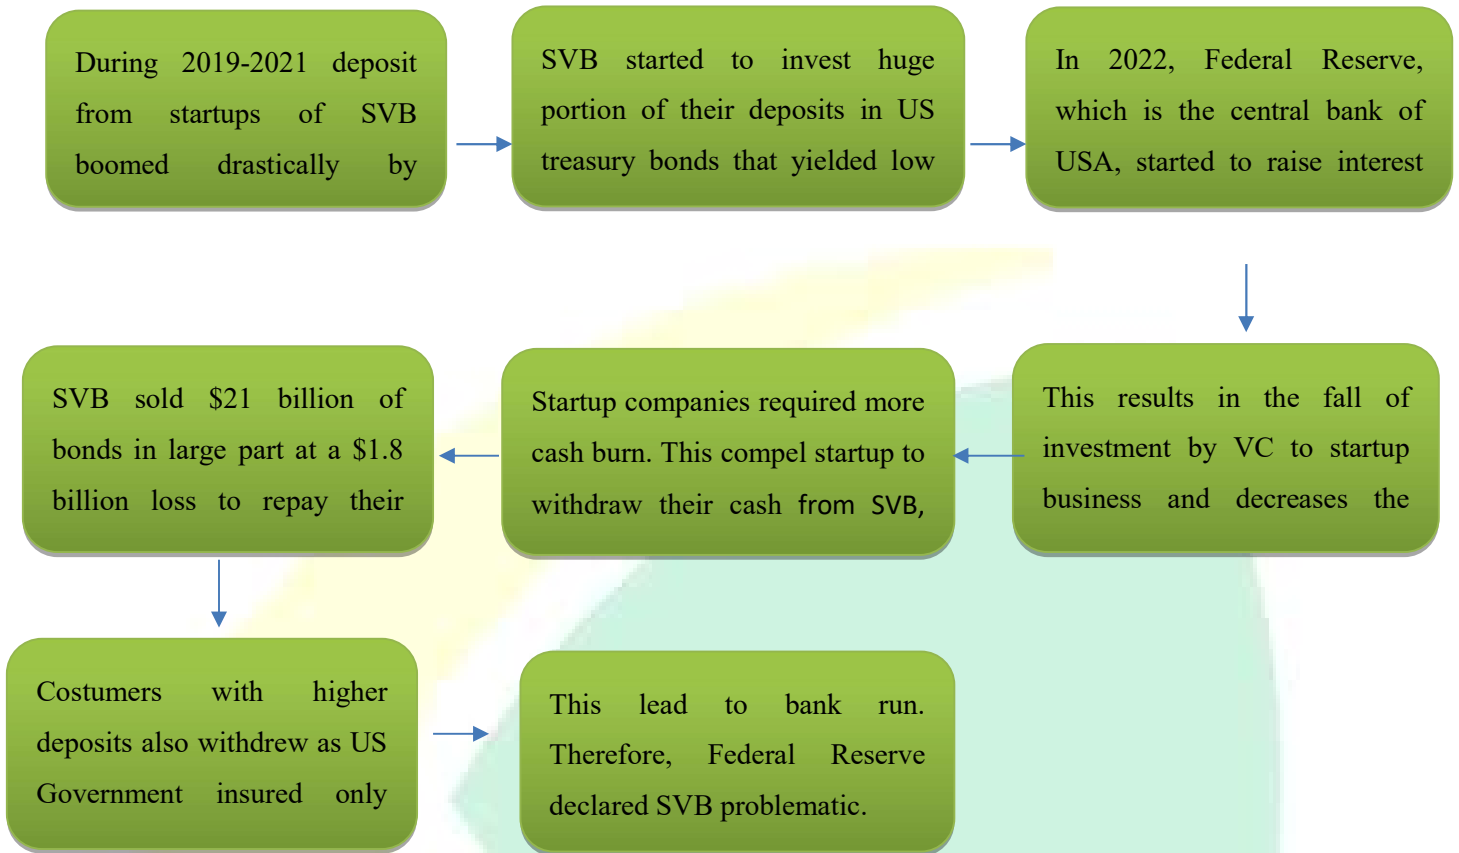 During 2019-2021 deposit
from startups of SVB
boomed drastically by
SVB started to invest huge
portion of their deposits in US
treasury bonds that yielded low
In 2022, Federal Reserve,
which is the central bank of
USA, started to raise interest
This results in the fall of
investment by VC to startup
business and decreases the
Startup companies required more
cash burn. This compel startup to
withdraw their cash from SVB,
SVB sold $21 billion of
bonds in large part at a $1.8
billion loss to repay their
Costumers with higher
deposits also withdrew as US
Government insured only
This lead to bank run.
Therefore, Federal Reserve
declared SVB problematic.